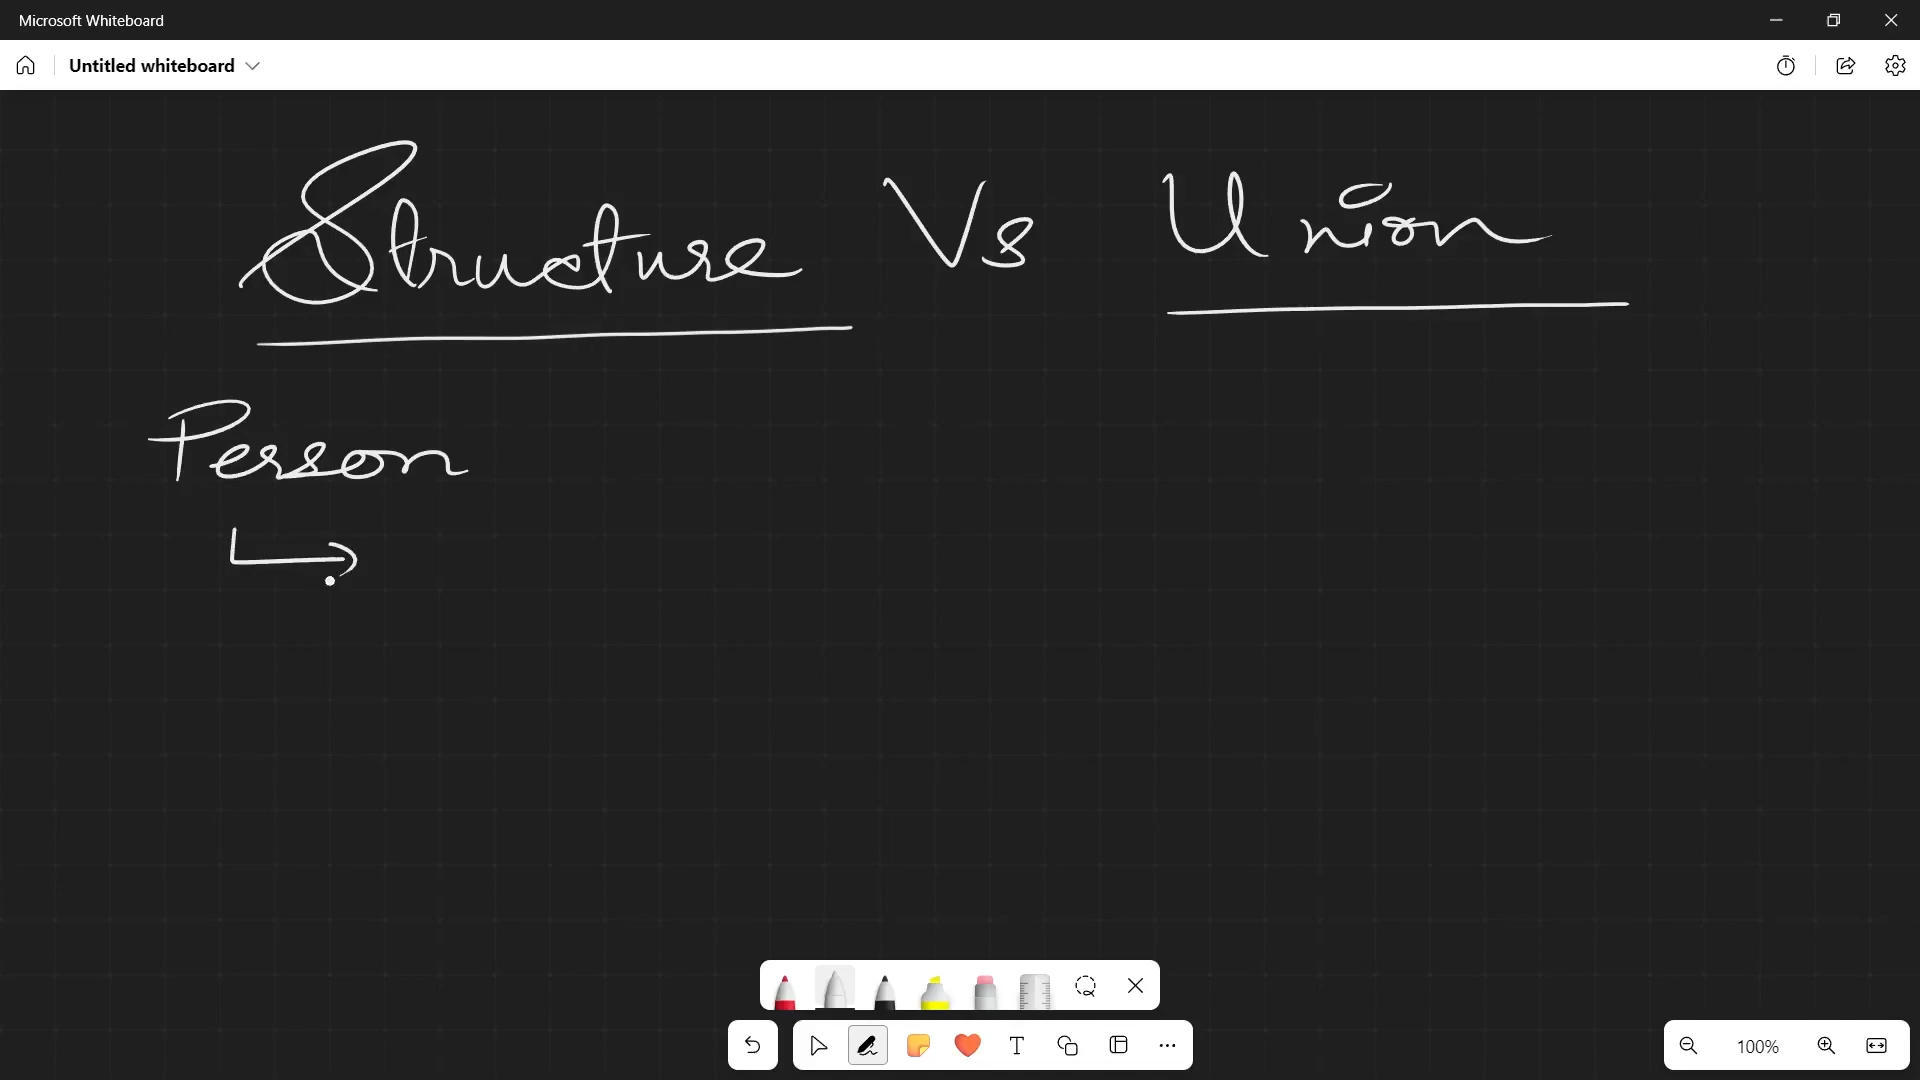 Microsoft Whiteboard
Untitled whiteboard
Structure Vs Union
Person
100%